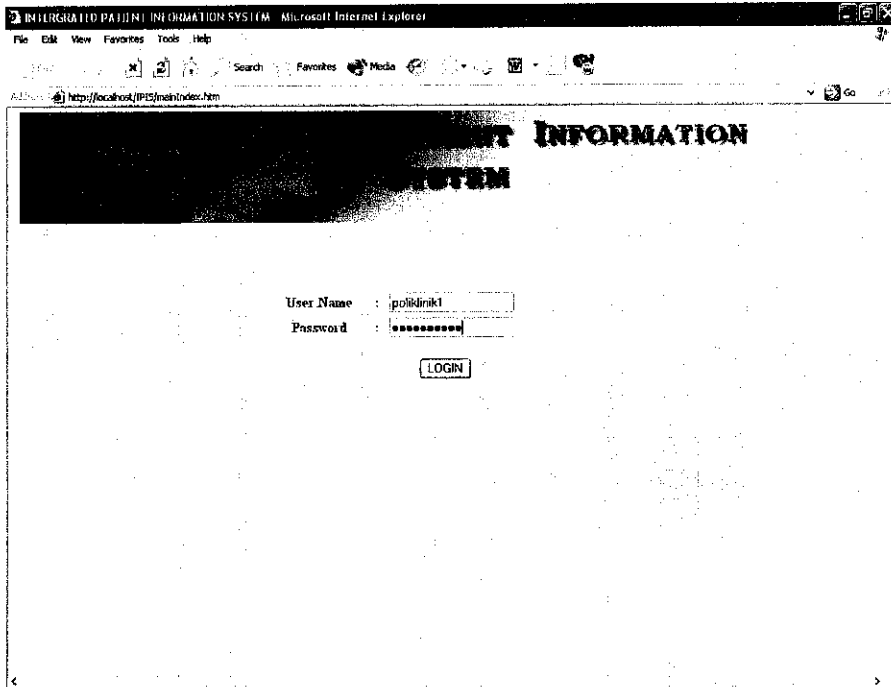 INTERGRATED PATIENT INFORMATION SYSTEM - Microsoft Internet Explorer
File Edit View Favorites Tools Help
Search Favorites Media
http://localhost/IPIS/mainIndex.htm Go
INFORMATION
SYSTEM
User Name : poliklinik1
Password : ••••••••••
LOGIN